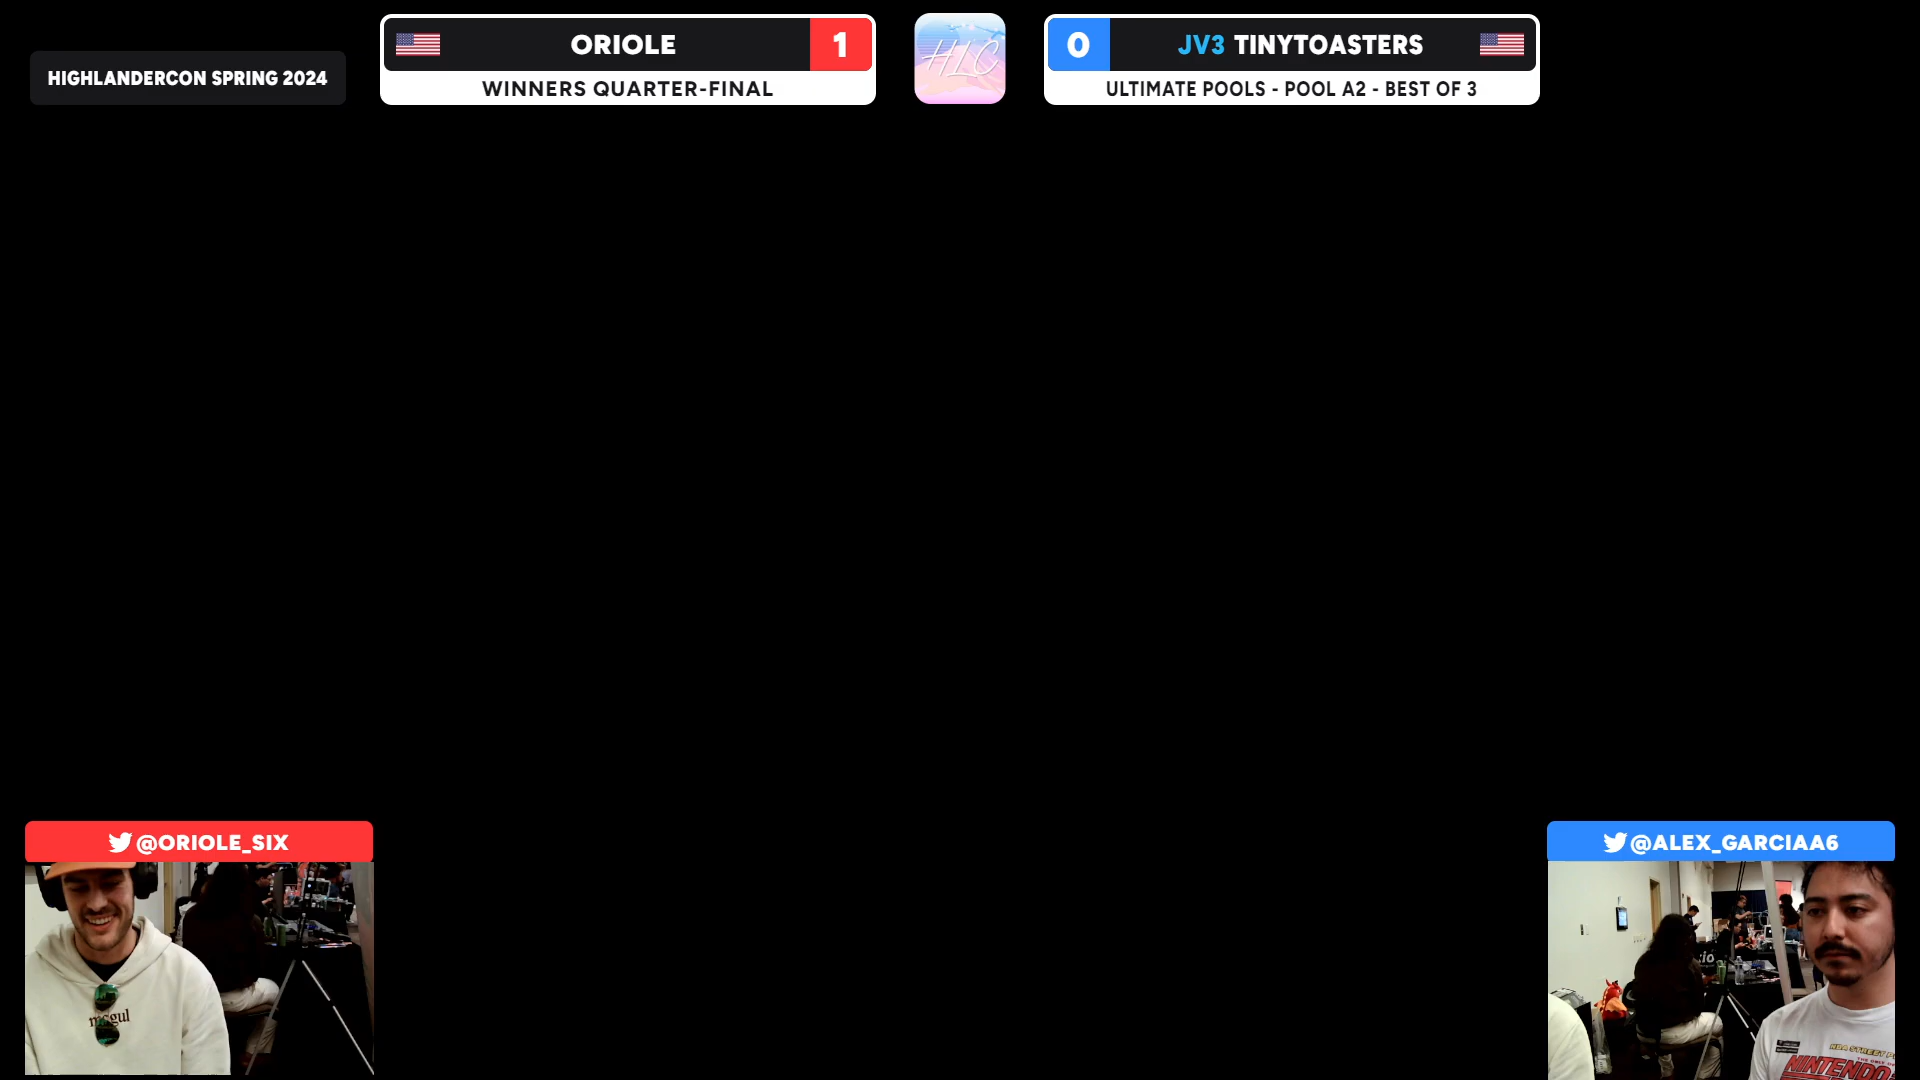 HIGHLANDERCON SPRING 2024
ORIOLE 1
WINNERS QUARTER-FINAL
HLC
0 JV3 TINYTOASTERS
ULTIMATE POOLS - POOL A2 - BEST OF 3
@ORIOLE_SIX
@ALEX_GARCIAA6
mogul
NINTENDO